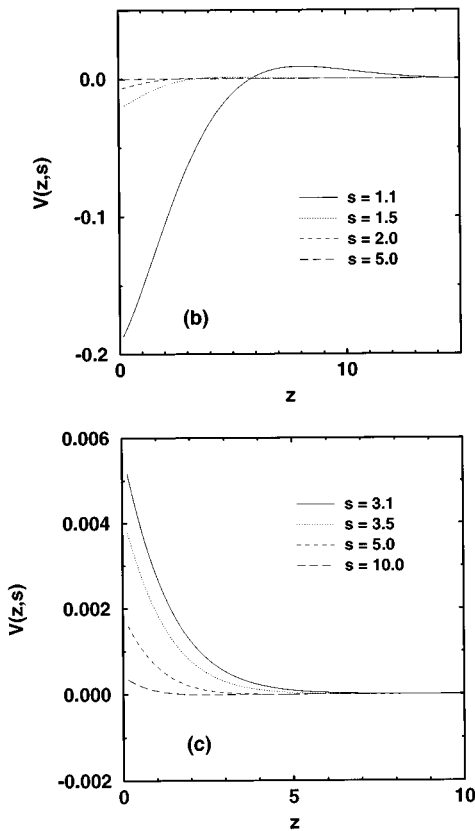 0.0
-0.1
-0.2
V(z,s)
s = 1.1
s = 1.5
s = 2.0
s = 5.0
(b)
0
10
z
0.006
0.004
0.002
0.000
-0.002
V(z,s)
s = 3.1
s = 3.5
s = 5.0
s = 10.0
(c)
0
5
10
z